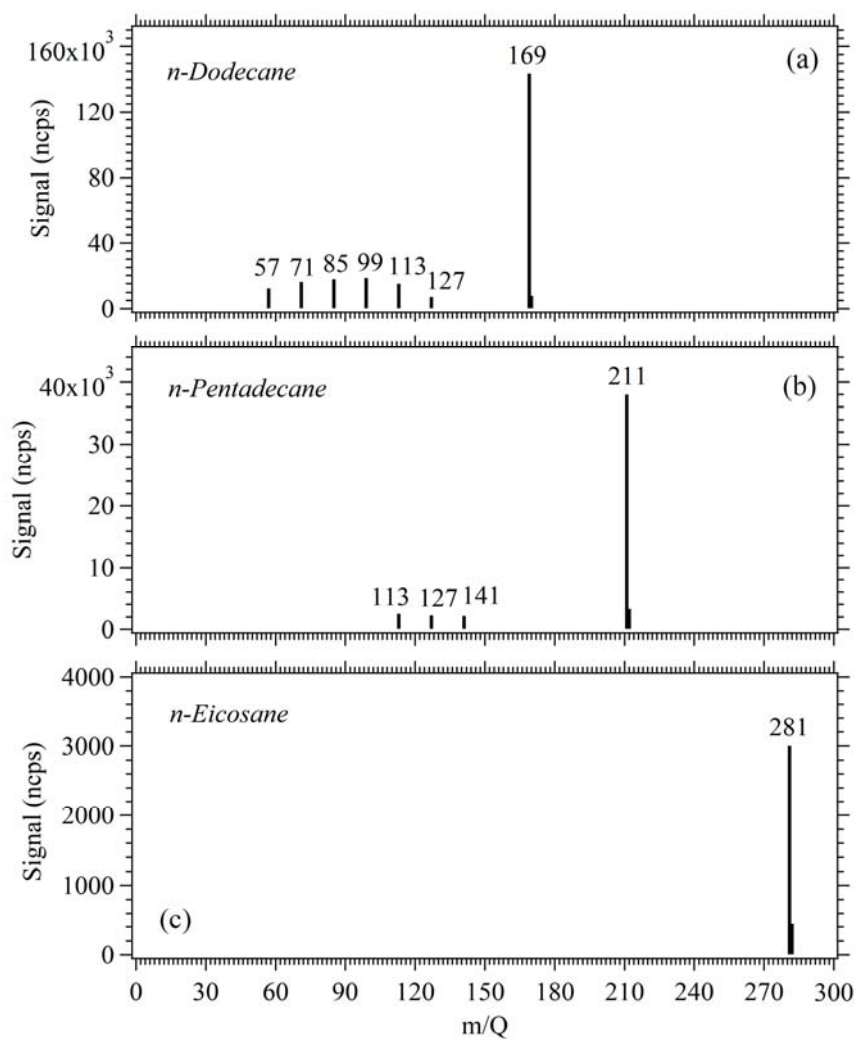 160x10³
n-Dodecane
169
(a)
120
Signal (ncps)
80
40
57 71 85 99 113 127
0
40x10³
n-Pentadecane
211
(b)
30
Signal (ncps)
20
10
113 127 141
0
4000
n-Eicosane
281
3000
Signal (ncps)
2000
1000
(c)
0
0 30 60 90 120 150 180 210 240 270 300
m/Q